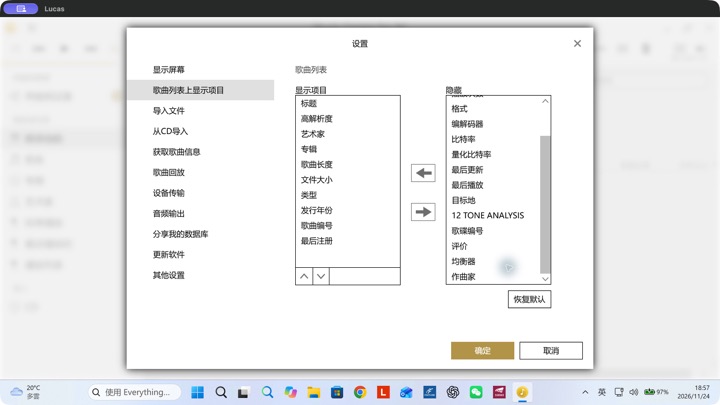 Lucas
设置
显示屏幕
歌曲列表上显示项目
导入文件
从CD导入
获取歌曲信息
歌曲回放
设备传输
音频输出
分享我的数据库
更新软件
其他设置
歌曲列表
显示项目
标题
高解析度
艺术家
专辑
歌曲长度
文件大小
类型
发行年份
歌曲编号
最后注册
隐藏
格式
编解码器
比特率
量化比特率
最后更新
最后播放
目标地
12 TONE ANALYSIS
歌碟编号
评价
均衡器
作曲家
恢复默认
确定
取消
20°C
多云
使用 Everything...
英
97%
18:57
2026/11/24